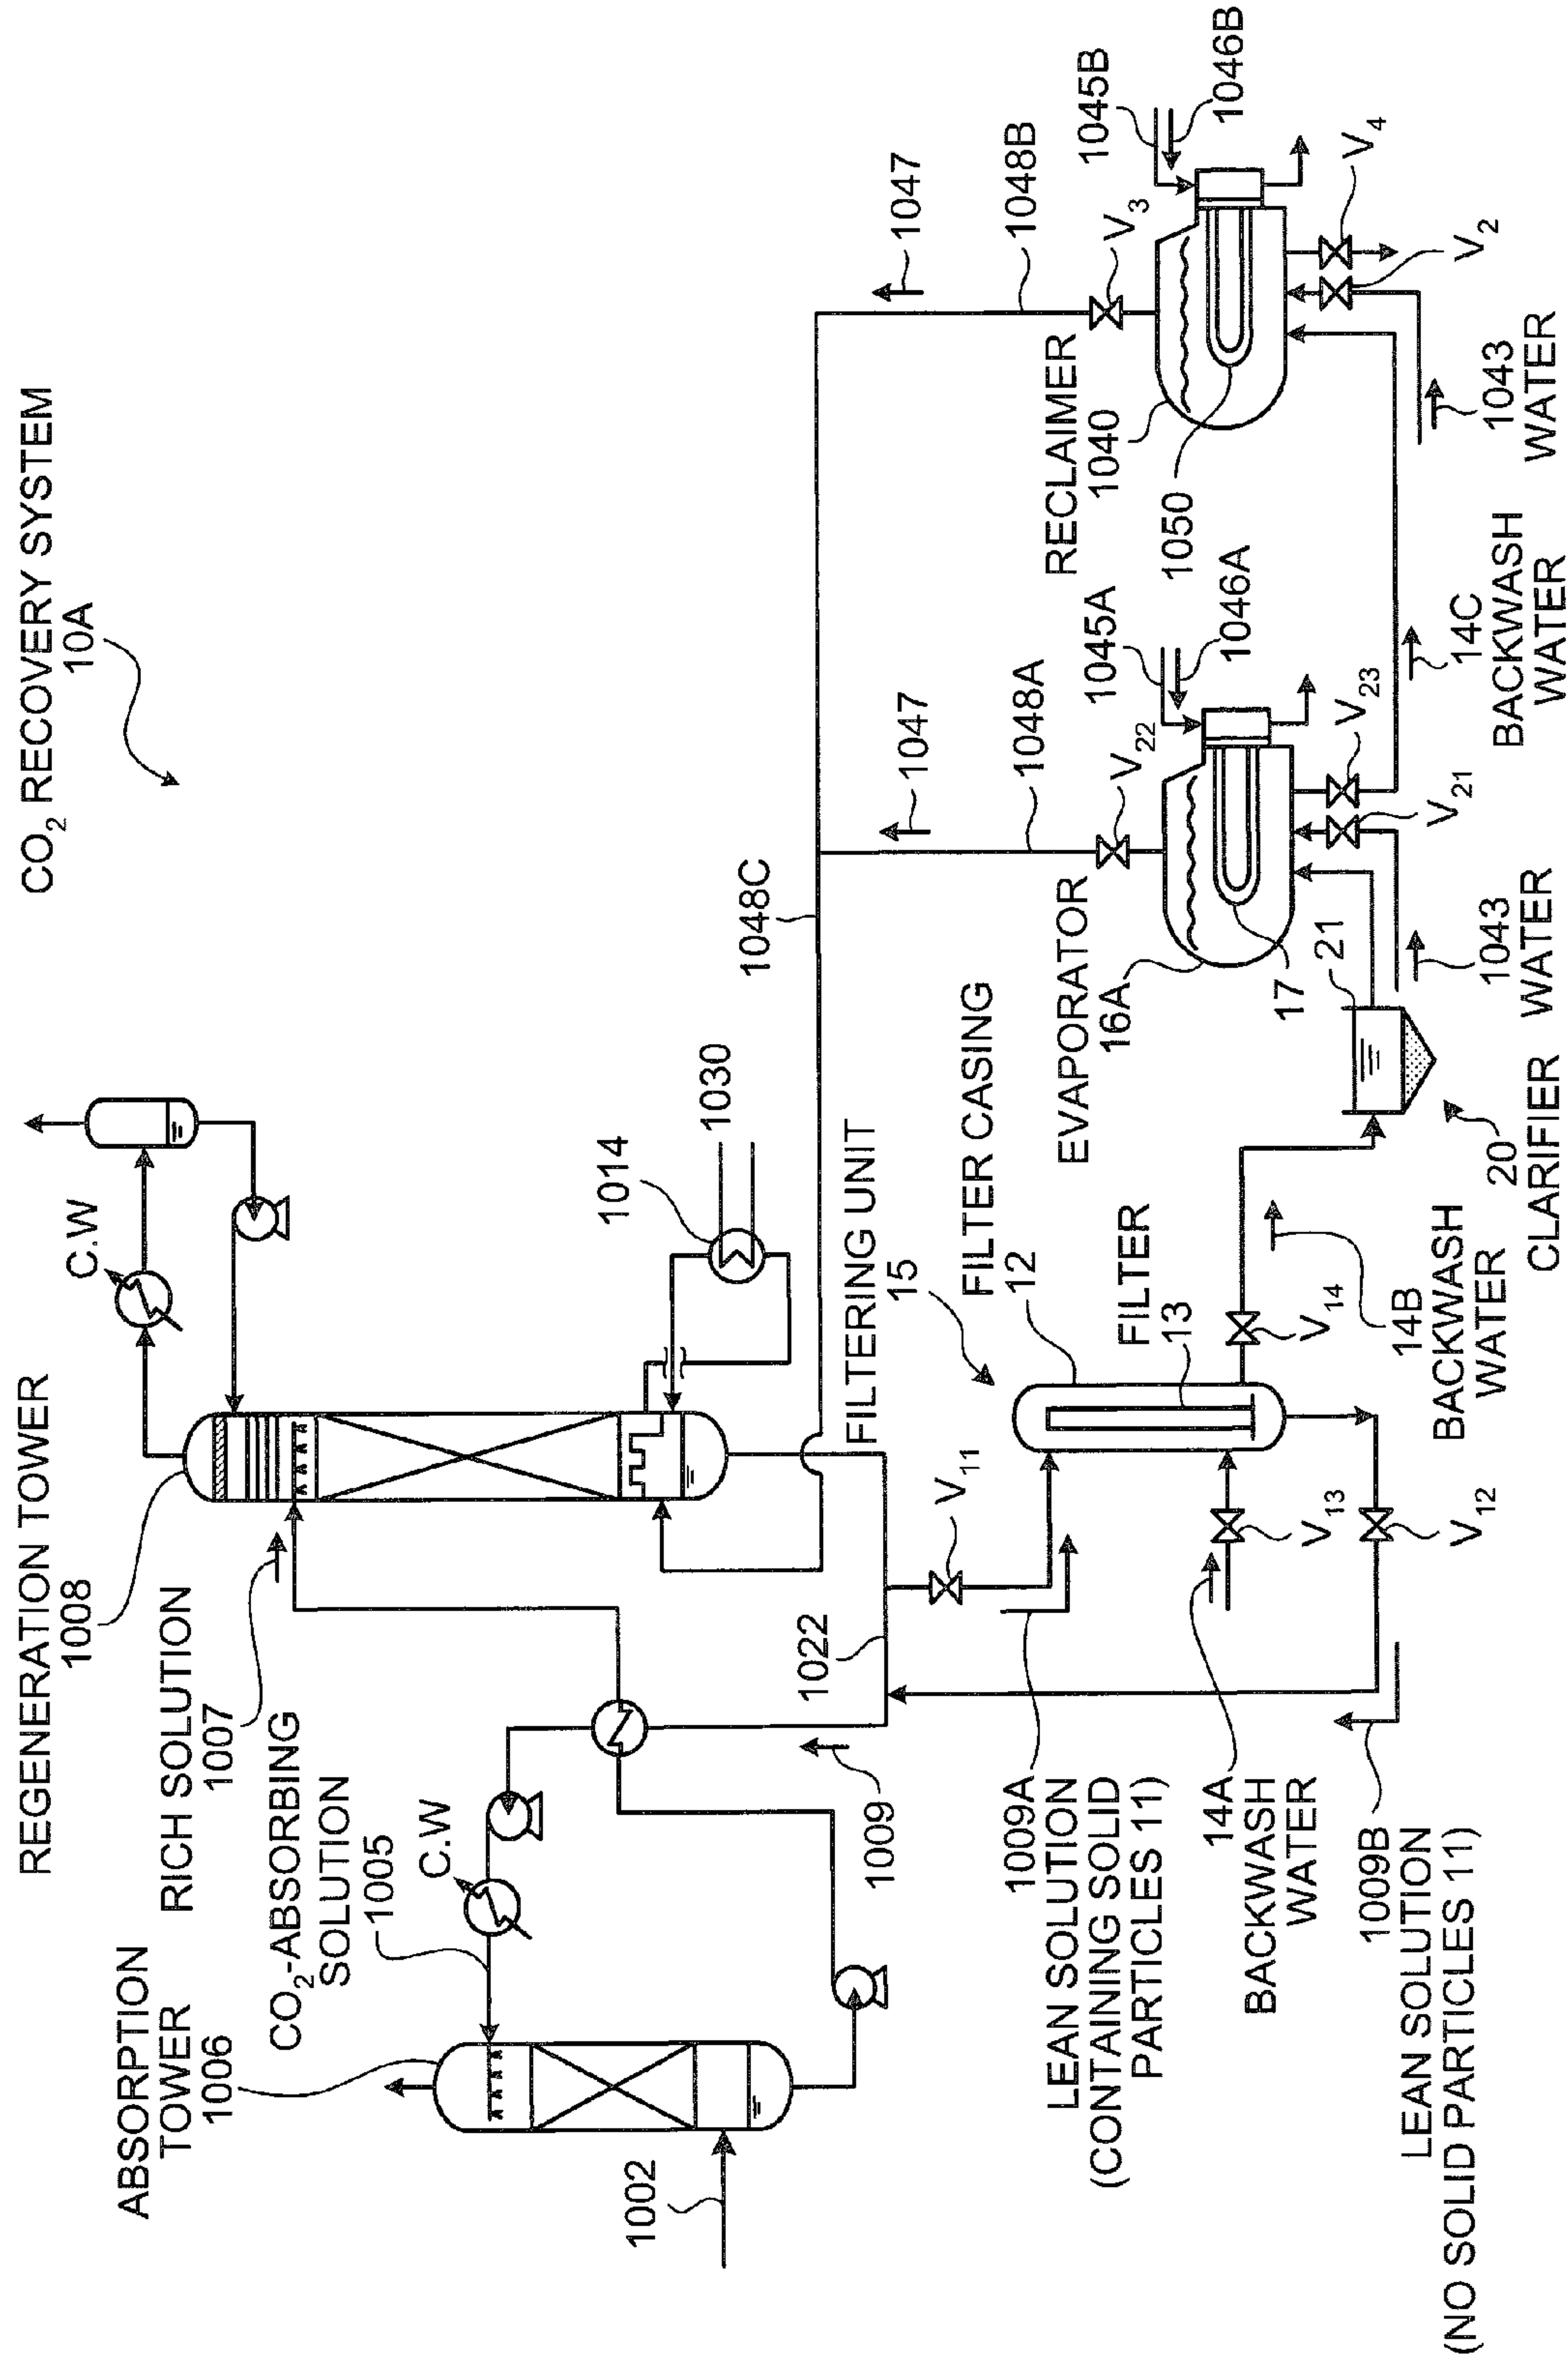 CO2 RECOVERY SYSTEM
10A
REGENERATION TOWER
1008
C.W
RICH SOLUTION
1007
ABSORPTION
TOWER
1006
CO2-ABSORBING
SOLUTION
1005
C.W
1002
1009
1022
1014
1030
1048C
1047
1048A
V22
1047
1048B
V3
FILTERING UNIT
15
FILTER CASING
12
FILTER
13
V11
V12
V13
V14
1009A
LEAN SOLUTION
(CONTAINING SOLID
PARTICLES 11)
14A
BACKWASH
WATER
1009B
LEAN SOLUTION
(NO SOLID PARTICLES 11)
14B
BACKWASH
WATER
20
CLARIFIER
21
EVAPORATOR
16A
17
1045A
1046A
V21
V23
1043
WATER
14C
BACKWASH
WATER
RECLAIMER
1040
1050
1045B
1046B
V4
V2
1043
WATER